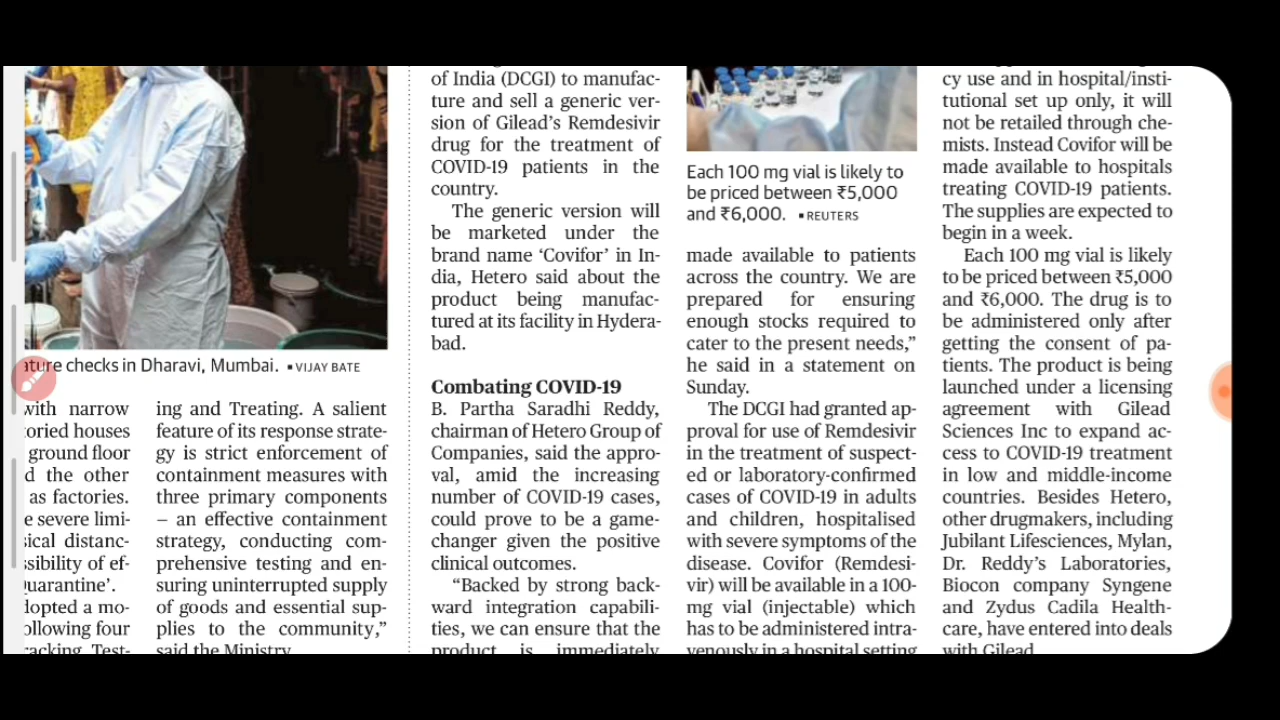 ature checks in Dharavi, Mumbai. ▪ VIJAY BATE
with narrow
toried houses
ground floor
d the other
as factories.
e severe limi-
sical distanc-
ssibility of ef-
Quarantine'.
dopted a mo-
ollowing four
racking, Test-
ing and Treating. A salient
feature of its response strate-
gy is strict enforcement of
containment measures with
three primary components
– an effective containment
strategy, conducting com-
prehensive testing and en-
suring uninterrupted supply
of goods and essential sup-
plies to the community,”
said the Ministry.
of India (DCGI) to manufac-
ture and sell a generic ver-
sion of Gilead’s Remdesivir
drug for the treatment of
COVID-19 patients in the
country.
The generic version will
be marketed under the
brand name ‘Covifor’ in In-
dia, Hetero said about the
product being manufac-
tured at its facility in Hydera-
bad.
Combating COVID-19
B. Partha Saradhi Reddy,
chairman of Hetero Group of
Companies, said the appro-
val, amid the increasing
number of COVID-19 cases,
could prove to be a game-
changer given the positive
clinical outcomes.
“Backed by strong back-
ward integration capabili-
ties, we can ensure that the
product is immediately
Each 100 mg vial is likely to
be priced between ₹5,000
and ₹6,000. ▪ REUTERS
made available to patients
across the country. We are
prepared for ensuring
enough stocks required to
cater to the present needs,”
he said in a statement on
Sunday.
The DCGI had granted ap-
proval for use of Remdesivir
in the treatment of suspect-
ed or laboratory-confirmed
cases of COVID-19 in adults
and children, hospitalised
with severe symptoms of the
disease. Covifor (Remdesi-
vir) will be available in a 100-
mg vial (injectable) which
has to be administered intra-
venously in a hospital setting
cy use and in hospital/insti-
tutional set up only, it will
not be retailed through che-
mists. Instead Covifor will be
made available to hospitals
treating COVID-19 patients.
The supplies are expected to
begin in a week.
Each 100 mg vial is likely
to be priced between ₹5,000
and ₹6,000. The drug is to
be administered only after
getting the consent of pa-
tients. The product is being
launched under a licensing
agreement with Gilead
Sciences Inc to expand ac-
cess to COVID-19 treatment
in low and middle-income
countries. Besides Hetero,
other drugmakers, including
Jubilant Lifesciences, Mylan,
Dr. Reddy’s Laboratories,
Biocon company Syngene
and Zydus Cadila Health-
care, have entered into deals
with Gilead.